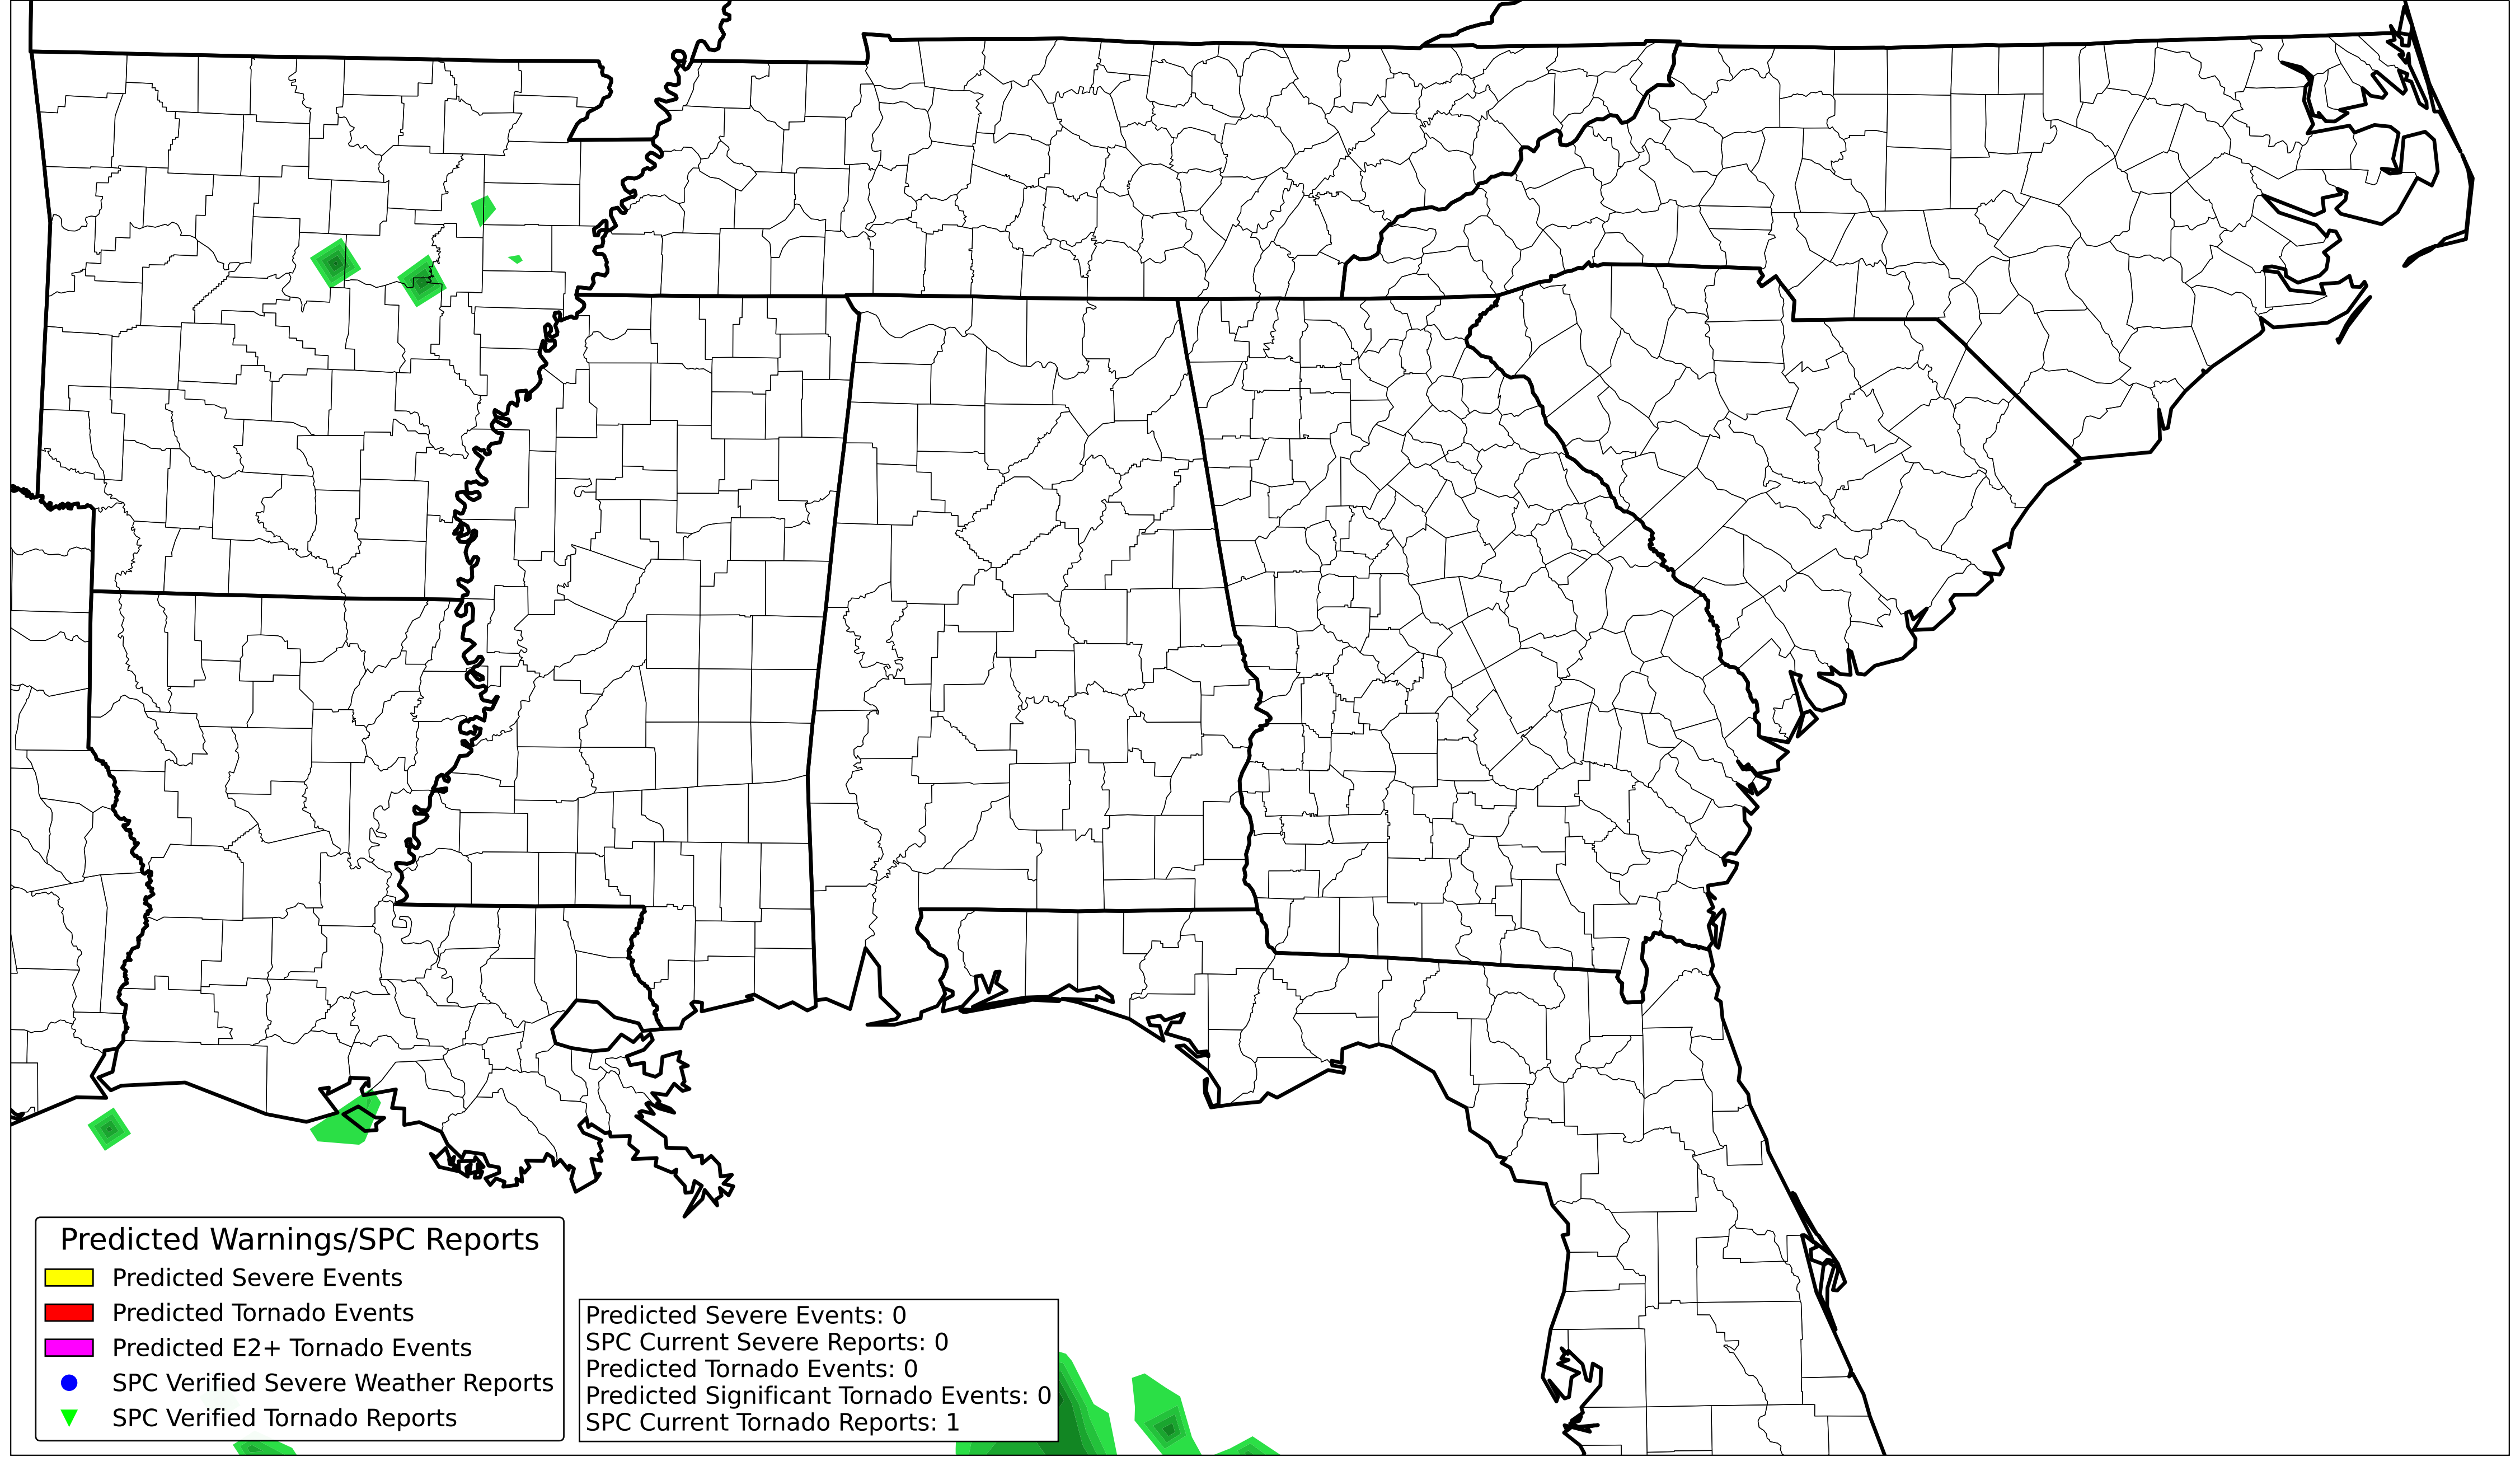 Predicted Warnings/SPC Reports
Predicted Severe Events
Predicted Tornado Events
Predicted E2+ Tornado Events
SPC Verified Severe Weather Reports
SPC Verified Tornado Reports
Predicted Severe Events: 0
SPC Current Severe Reports: 0
Predicted Tornado Events: 0
Predicted Significant Tornado Events: 0
SPC Current Tornado Reports: 1